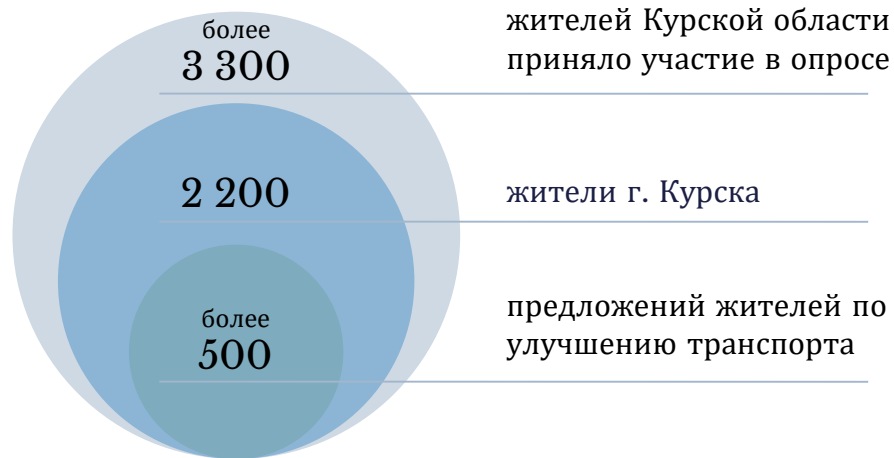 более
3 300
жителей Курской области
приняло участие в опросе
2 200
жители г. Курска
более
500
предложений жителей по
улучшению транспорта